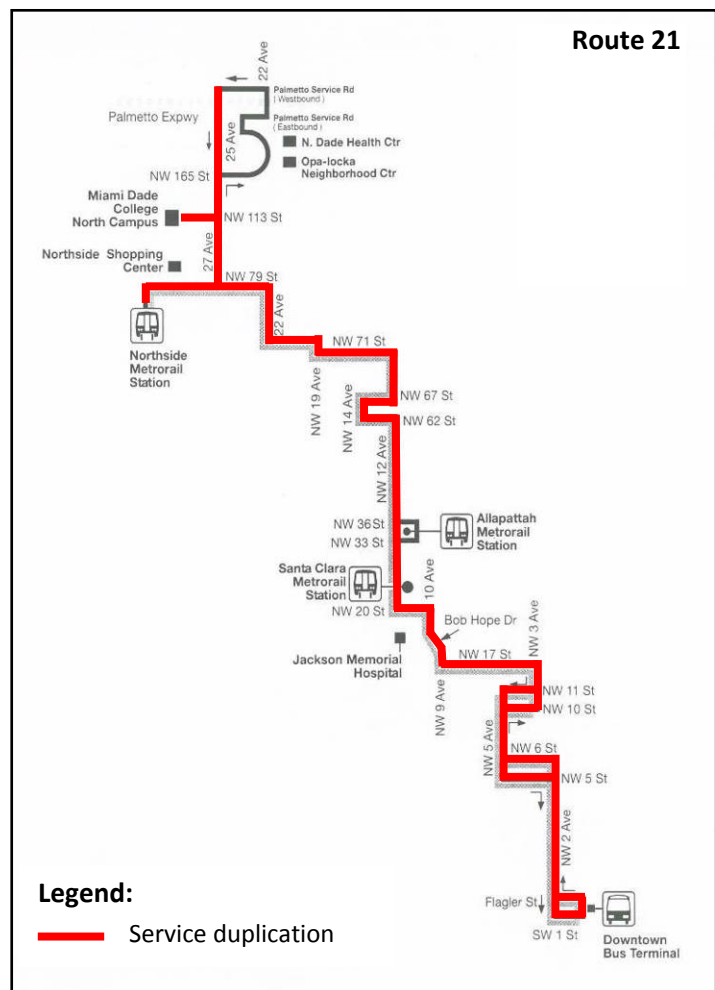 Route 21
22 Ave
Palmetto Service Rd
(Westbound)
Palmetto Expwy
Palmetto Service Rd
(Eastbound)
25 Ave
N. Dade Health Ctr
Opa-locka
Neighborhood Ctr
NW 165 St
Miami Dade
College
North Campus
NW 113 St
27 Ave
Northside Shopping
Center
NW 79 St
22 Ave
Northside
Metrorail
Station
NW 71 St
NW 19 Ave
NW 14 Ave
NW 67 St
NW 62 St
NW 12 Ave
NW 36 St
NW 33 St
Allapattah
Metrorail
Station
Santa Clara
Metrorail
Station
10 Ave
NW 20 St
Bob Hope Dr
Jackson Memorial
Hospital
NW 9 Ave
NW 17 St
NW 3 Ave
NW 11 St
NW 10 St
NW 5 Ave
NW 6 St
NW 5 St
NW 2 Ave
Flagler St
SW 1 St
Downtown
Bus Terminal
Legend:
Service duplication